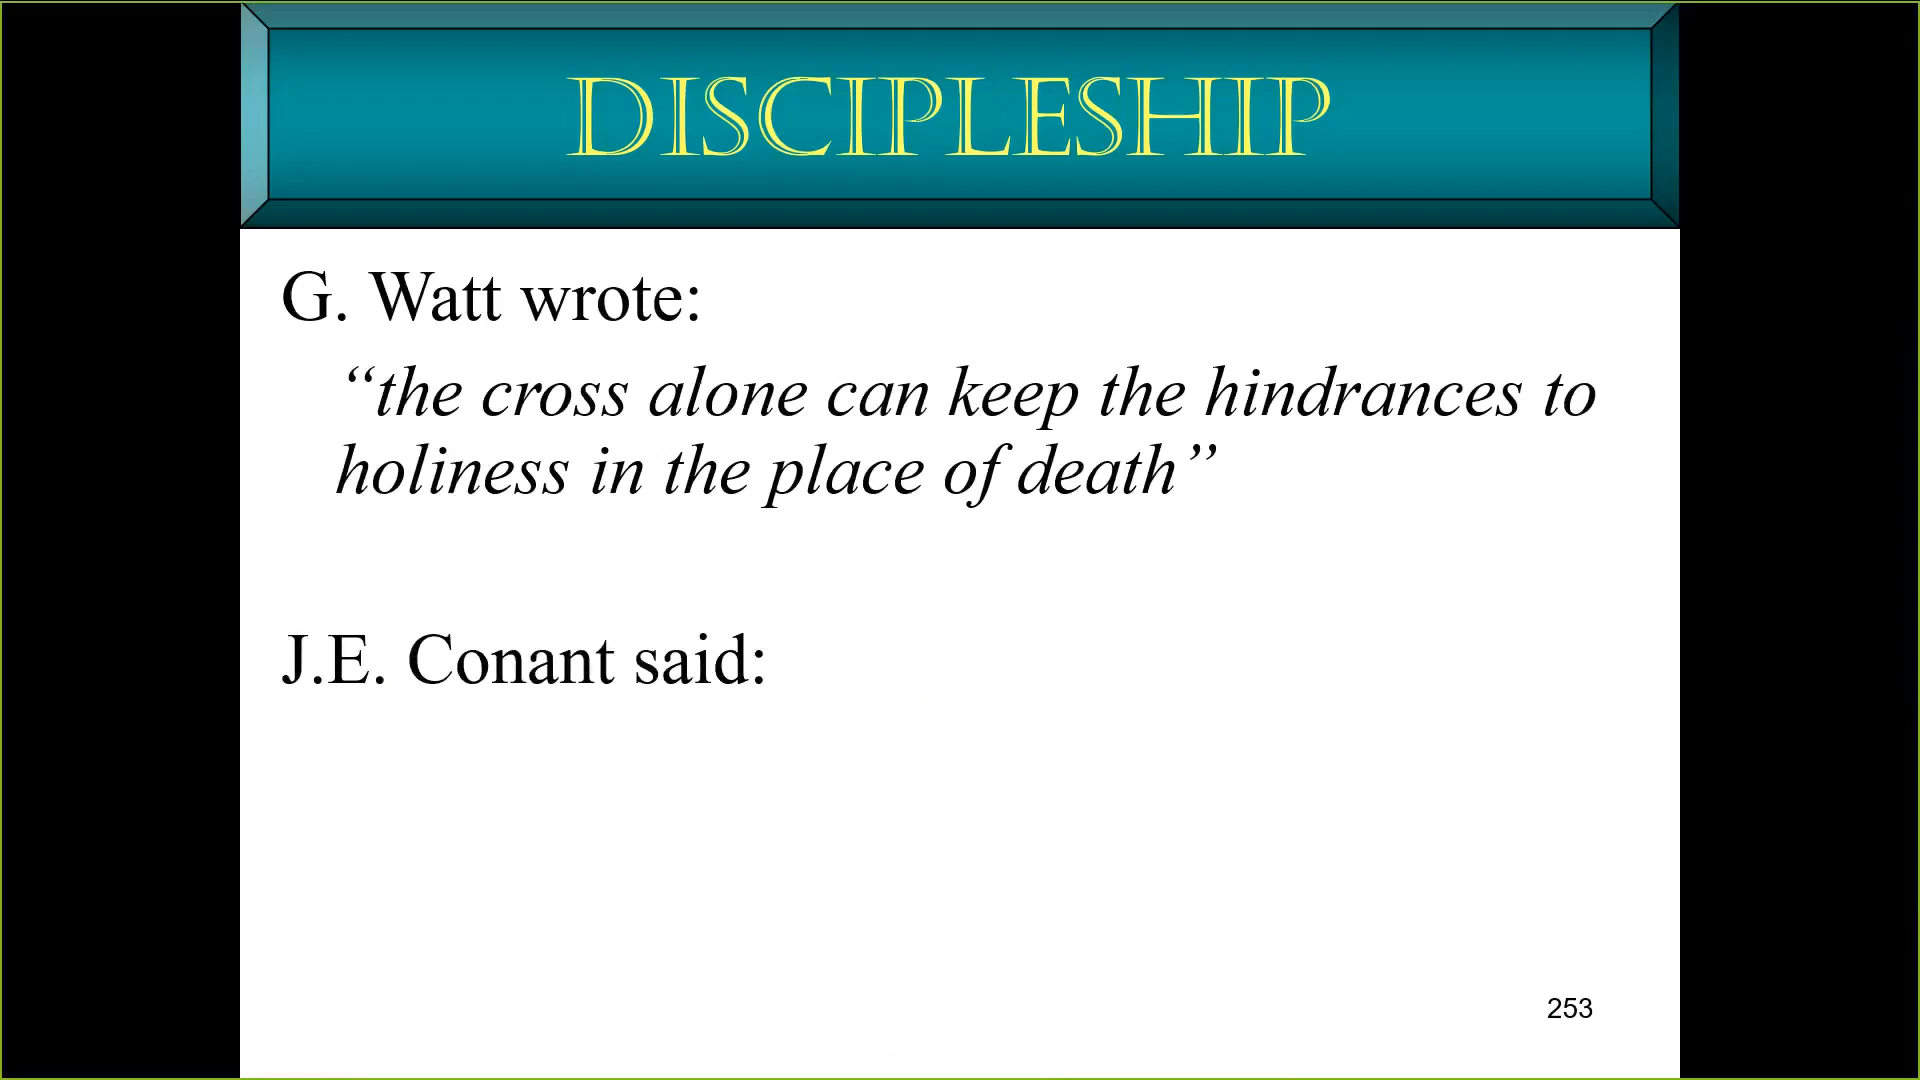 DISCIPLESHIP
G. Watt wrote:
“the cross alone can keep the hindrances to
holiness in the place of death”
J.E. Conant said:
253